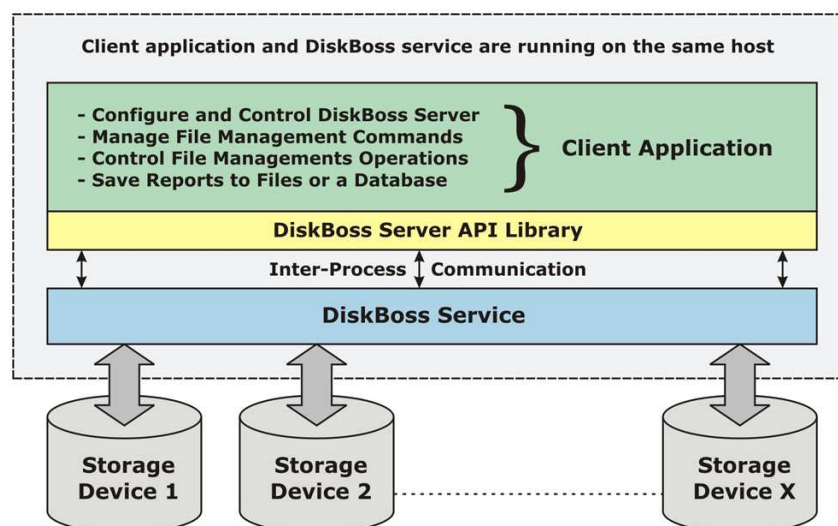 Client application and DiskBoss service are running on the same host
- Configure and Control DiskBoss Server
- Manage File Management Commands
- Control File Managements Operations
- Save Reports to Files or a Database
Client Application
DiskBoss Server API Library
Inter-Process Communication
DiskBoss Service
Storage
Device 1
Storage
Device 2
Storage
Device X